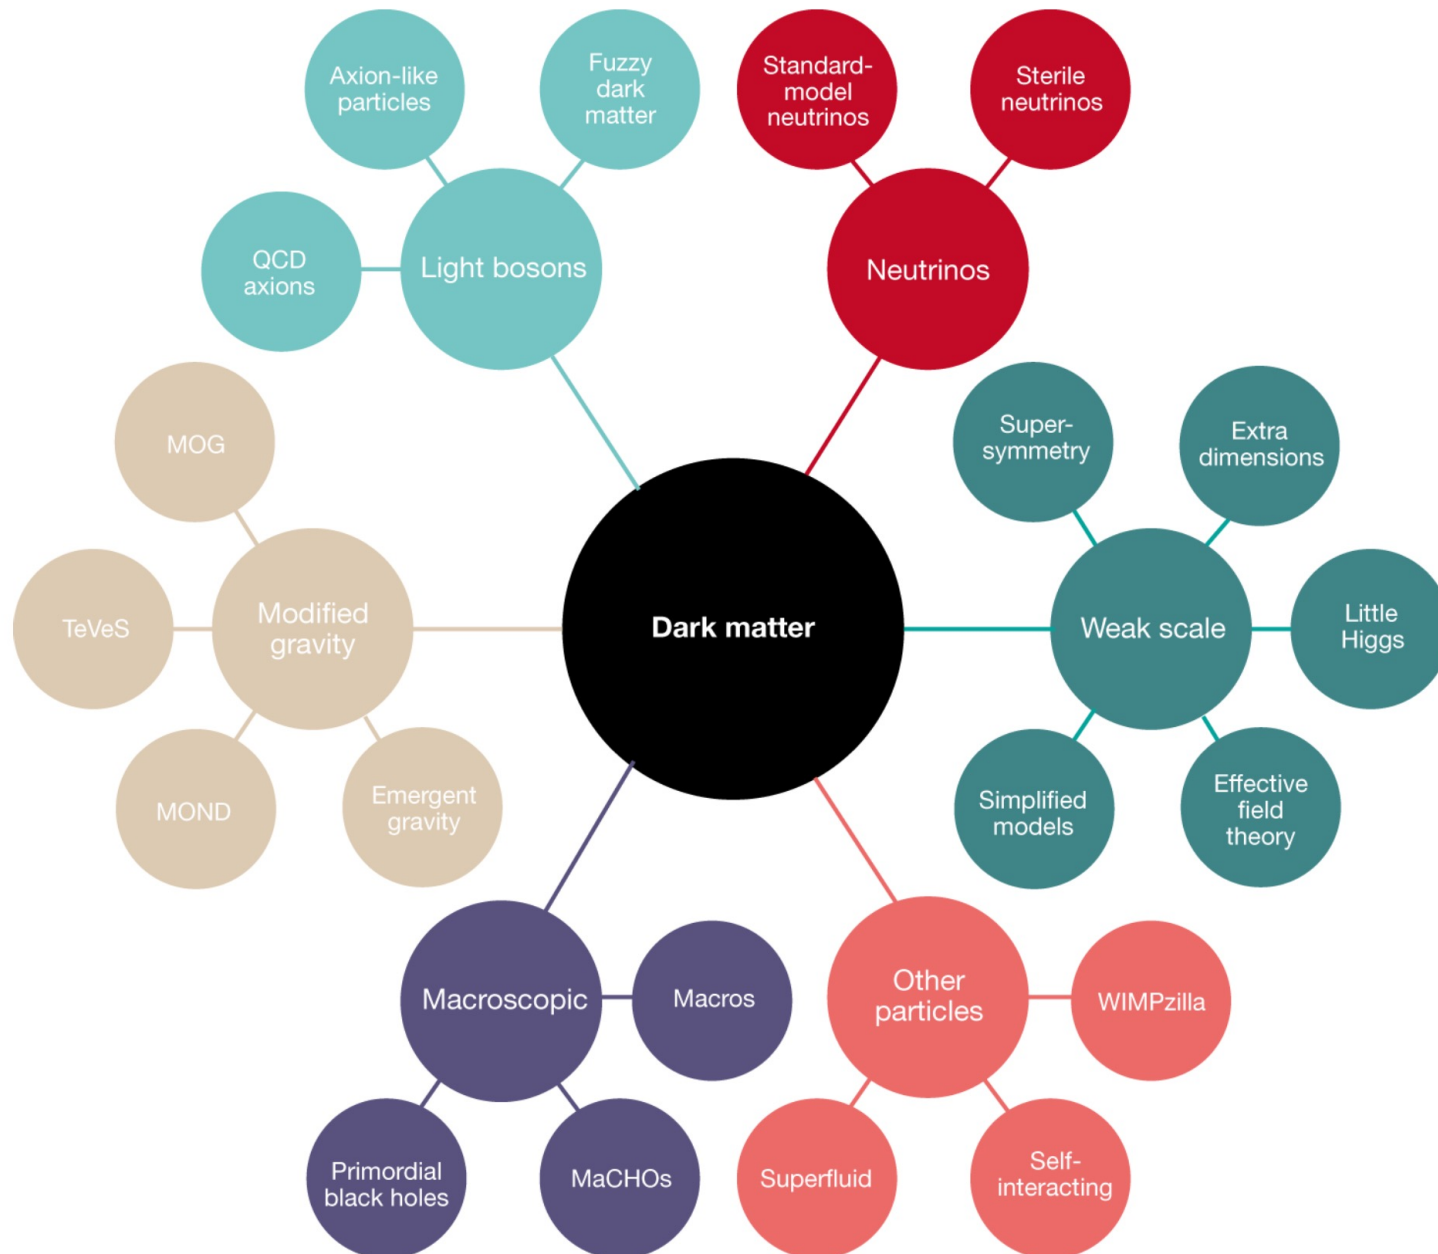 Axion-like
particles
Fuzzy
dark
matter
Standard-
model
neutrinos
Sterile
neutrinos
QCD
axions
Light bosons
Neutrinos
MOG
Super-
symmetry
Extra
dimensions
TeVeS
Modified
gravity
Dark matter
Weak scale
Little
Higgs
MOND
Emergent
gravity
Simplified
models
Effective
field
theory
Macroscopic
Macros
Other
particles
WIMPzilla
Primordial
black holes
MaCHOs
Superfluid
Self-
interacting